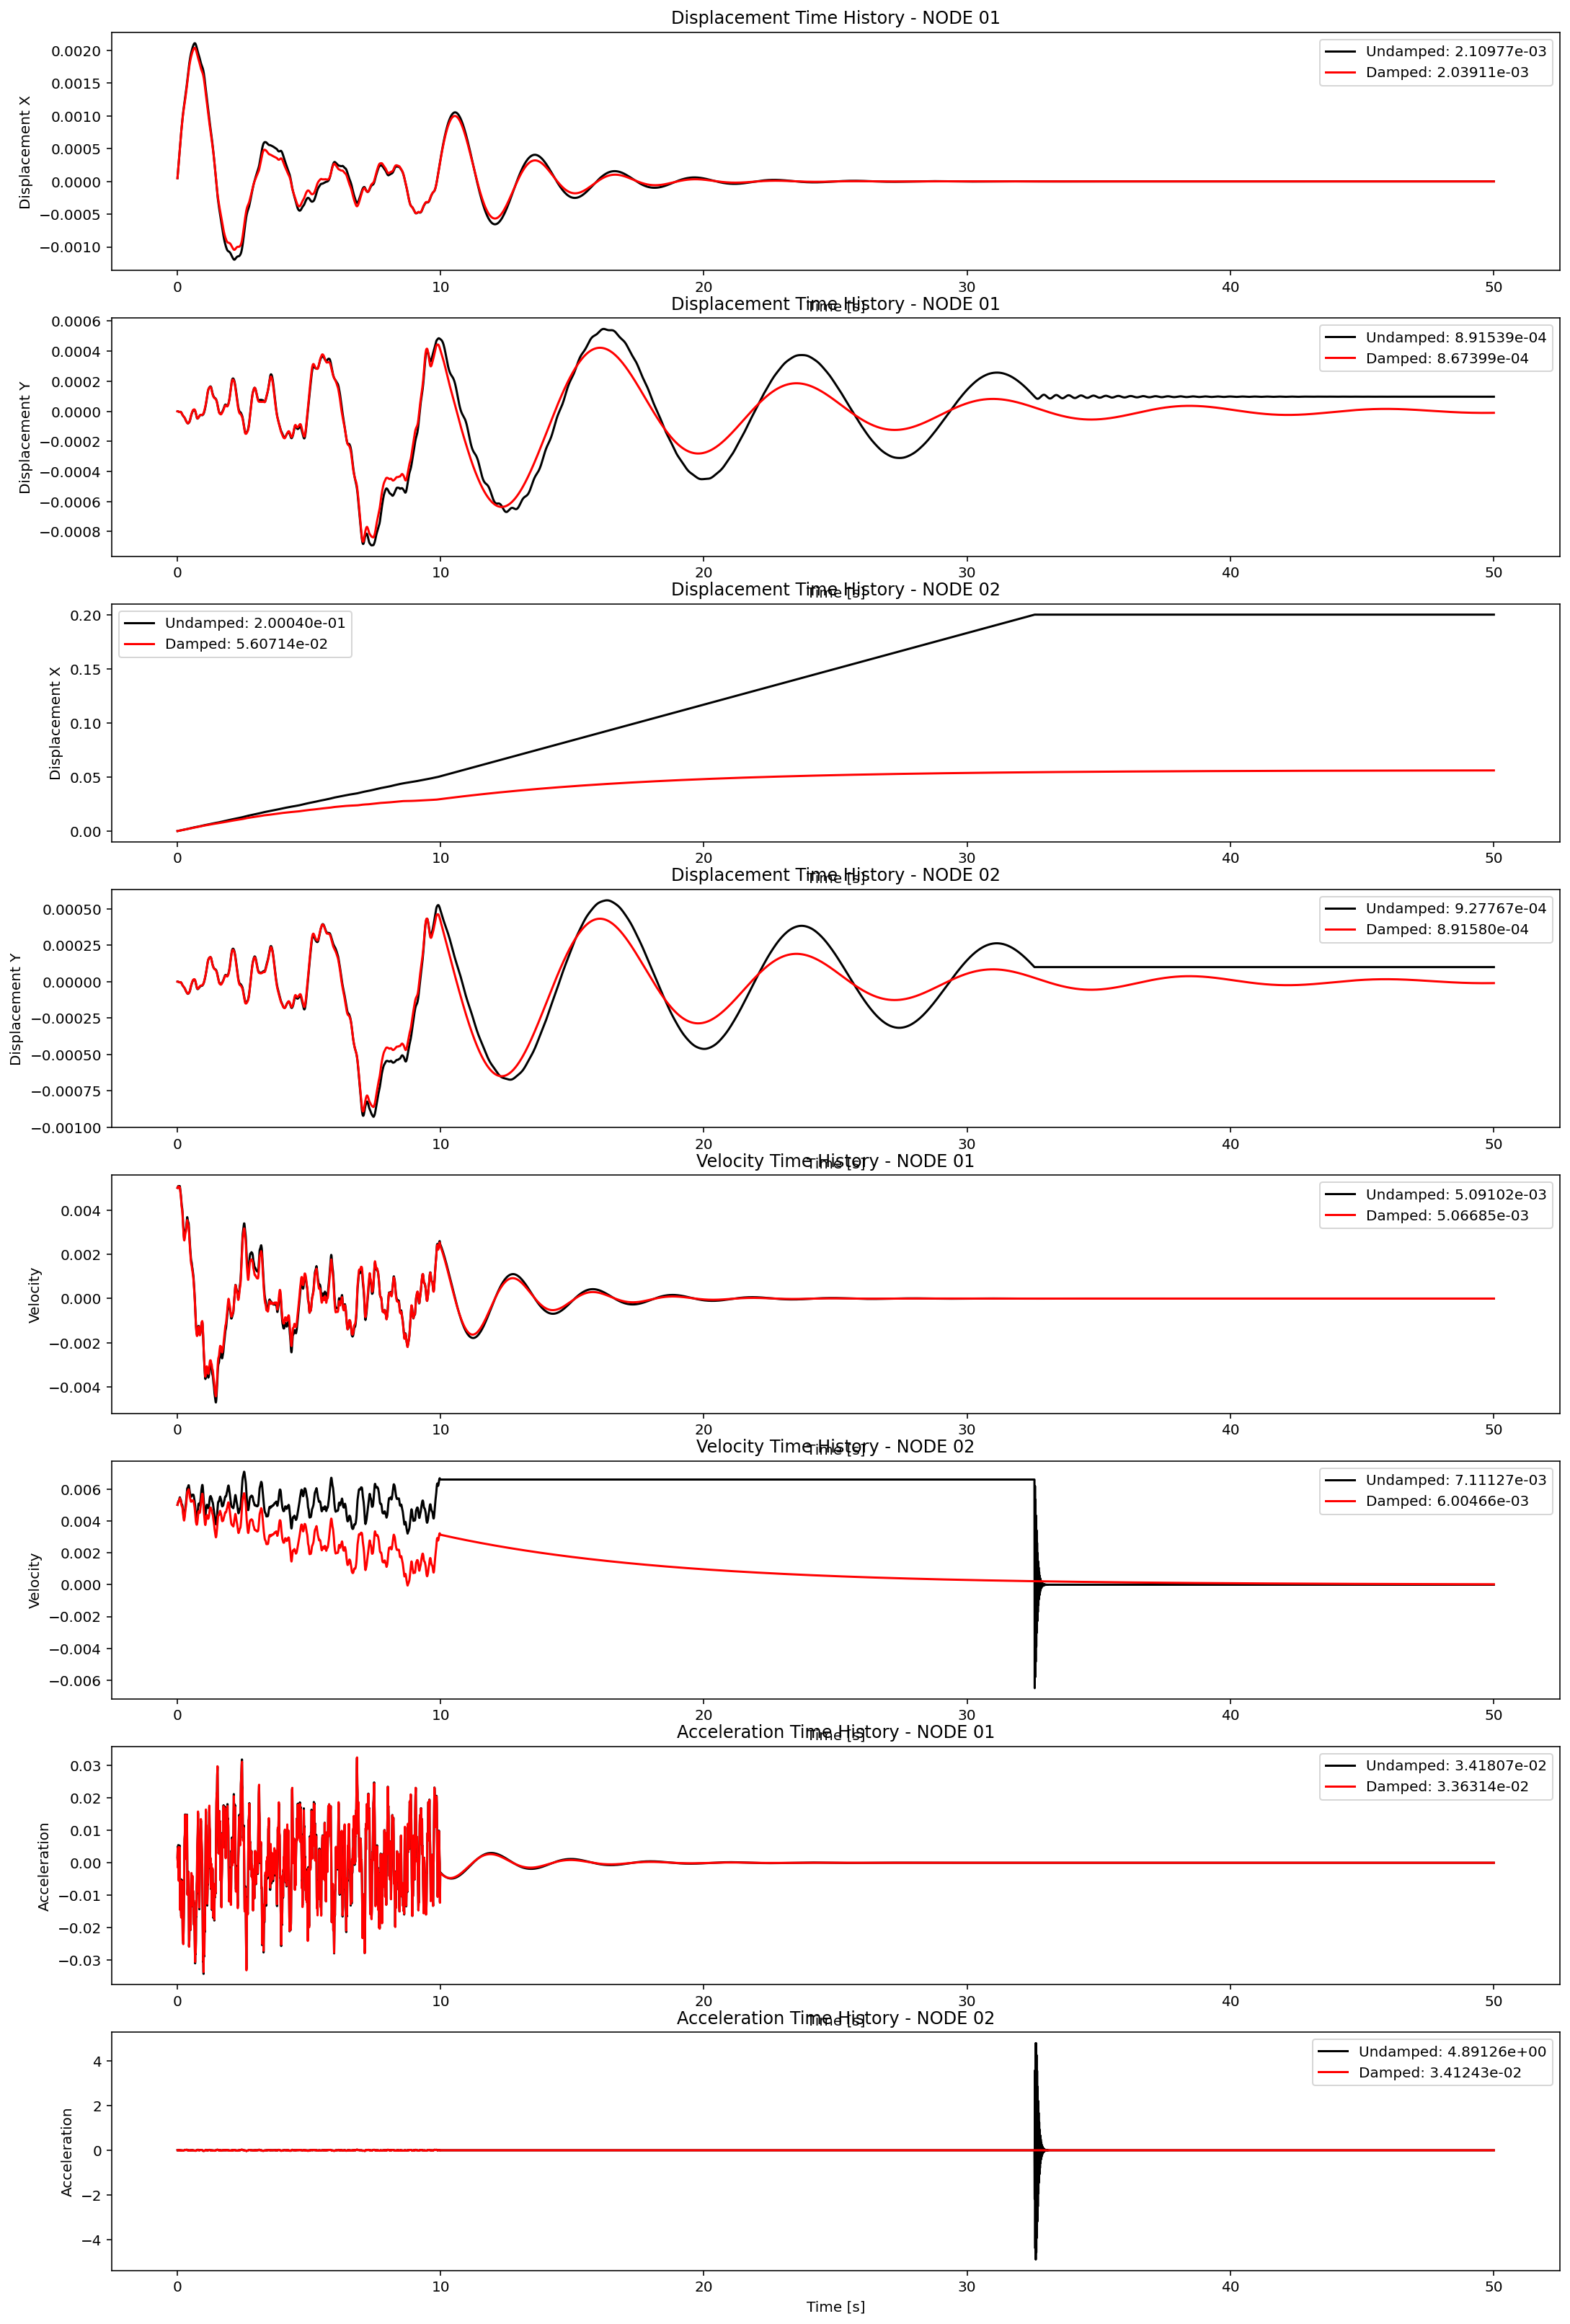 Displacement Time History - NODE 01
Displacement X
0.0020
0.0015
0.0010
0.0005
0.0000
−0.0005
−0.0010
Undamped: 2.10977e-03
Damped: 2.03911e-03
0 10 20 30 40 50
Time [s]
Displacement Time History - NODE 01
Displacement Y
0.0006
0.0004
0.0002
0.0000
−0.0002
−0.0004
−0.0006
−0.0008
Undamped: 8.91539e-04
Damped: 8.67399e-04
0 10 20 30 40 50
Time [s]
Displacement Time History - NODE 02
Displacement X
0.20
0.15
0.10
0.05
0.00
Undamped: 2.00040e-01
Damped: 5.60714e-02
0 10 20 30 40 50
Time [s]
Displacement Time History - NODE 02
Displacement Y
0.00050
0.00025
0.00000
−0.00025
−0.00050
−0.00075
−0.00100
Undamped: 9.27767e-04
Damped: 8.91580e-04
0 10 20 30 40 50
Time [s]
Velocity Time History - NODE 01
Velocity
0.004
0.002
0.000
−0.002
−0.004
Undamped: 5.09102e-03
Damped: 5.06685e-03
0 10 20 30 40 50
Time [s]
Velocity Time History - NODE 02
Velocity
0.006
0.004
0.002
0.000
−0.002
−0.004
−0.006
Undamped: 7.11127e-03
Damped: 6.00466e-03
0 10 20 30 40 50
Time [s]
Acceleration Time History - NODE 01
Acceleration
0.03
0.02
0.01
0.00
−0.01
−0.02
−0.03
Undamped: 3.41807e-02
Damped: 3.36314e-02
0 10 20 30 40 50
Time [s]
Acceleration Time History - NODE 02
Acceleration
4
2
0
−2
−4
Undamped: 4.89126e+00
Damped: 3.41243e-02
0 10 20 30 40 50
Time [s]